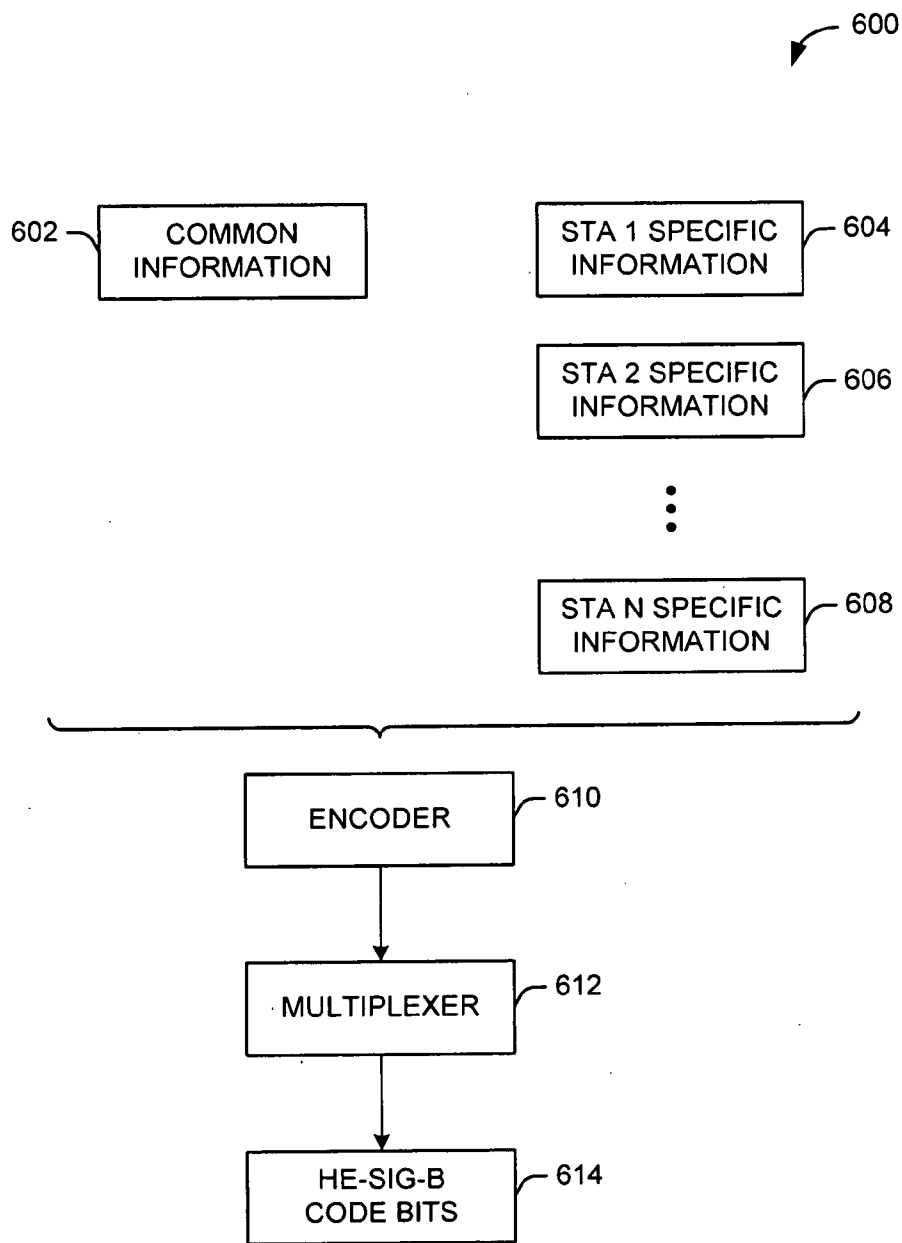 600
602
COMMON
INFORMATION
STA 1 SPECIFIC
INFORMATION
604
STA 2 SPECIFIC
INFORMATION
606
STA N SPECIFIC
INFORMATION
608
ENCODER
610
MULTIPLEXER
612
HE-SIG-B
CODE BITS
614